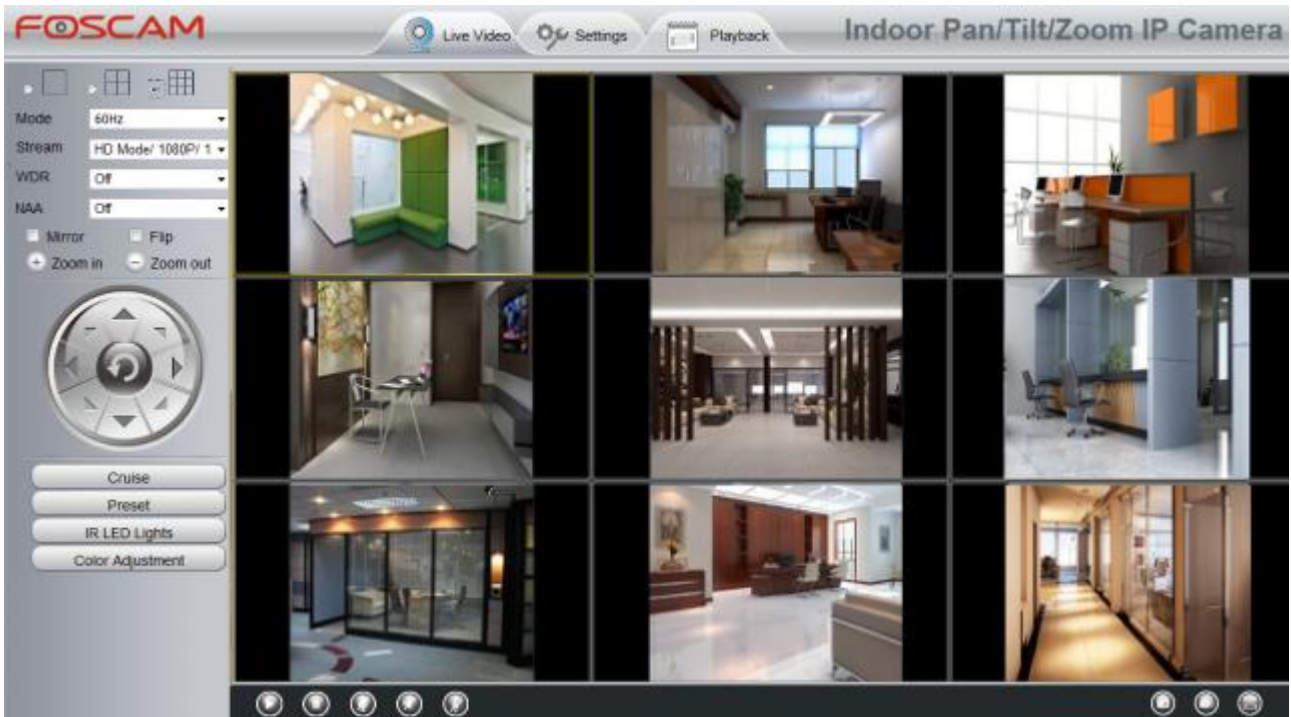 FOSCAM
Live Video
Settings
Playback
Indoor Pan/Tilt/Zoom IP Camera
Mode 60Hz
Stream HD Mode/ 1080P/ 1
WDR Off
NAA Off
Mirror Flip
Zoom in Zoom out
Cruise
Preset
IR LED Lights
Color Adjustment